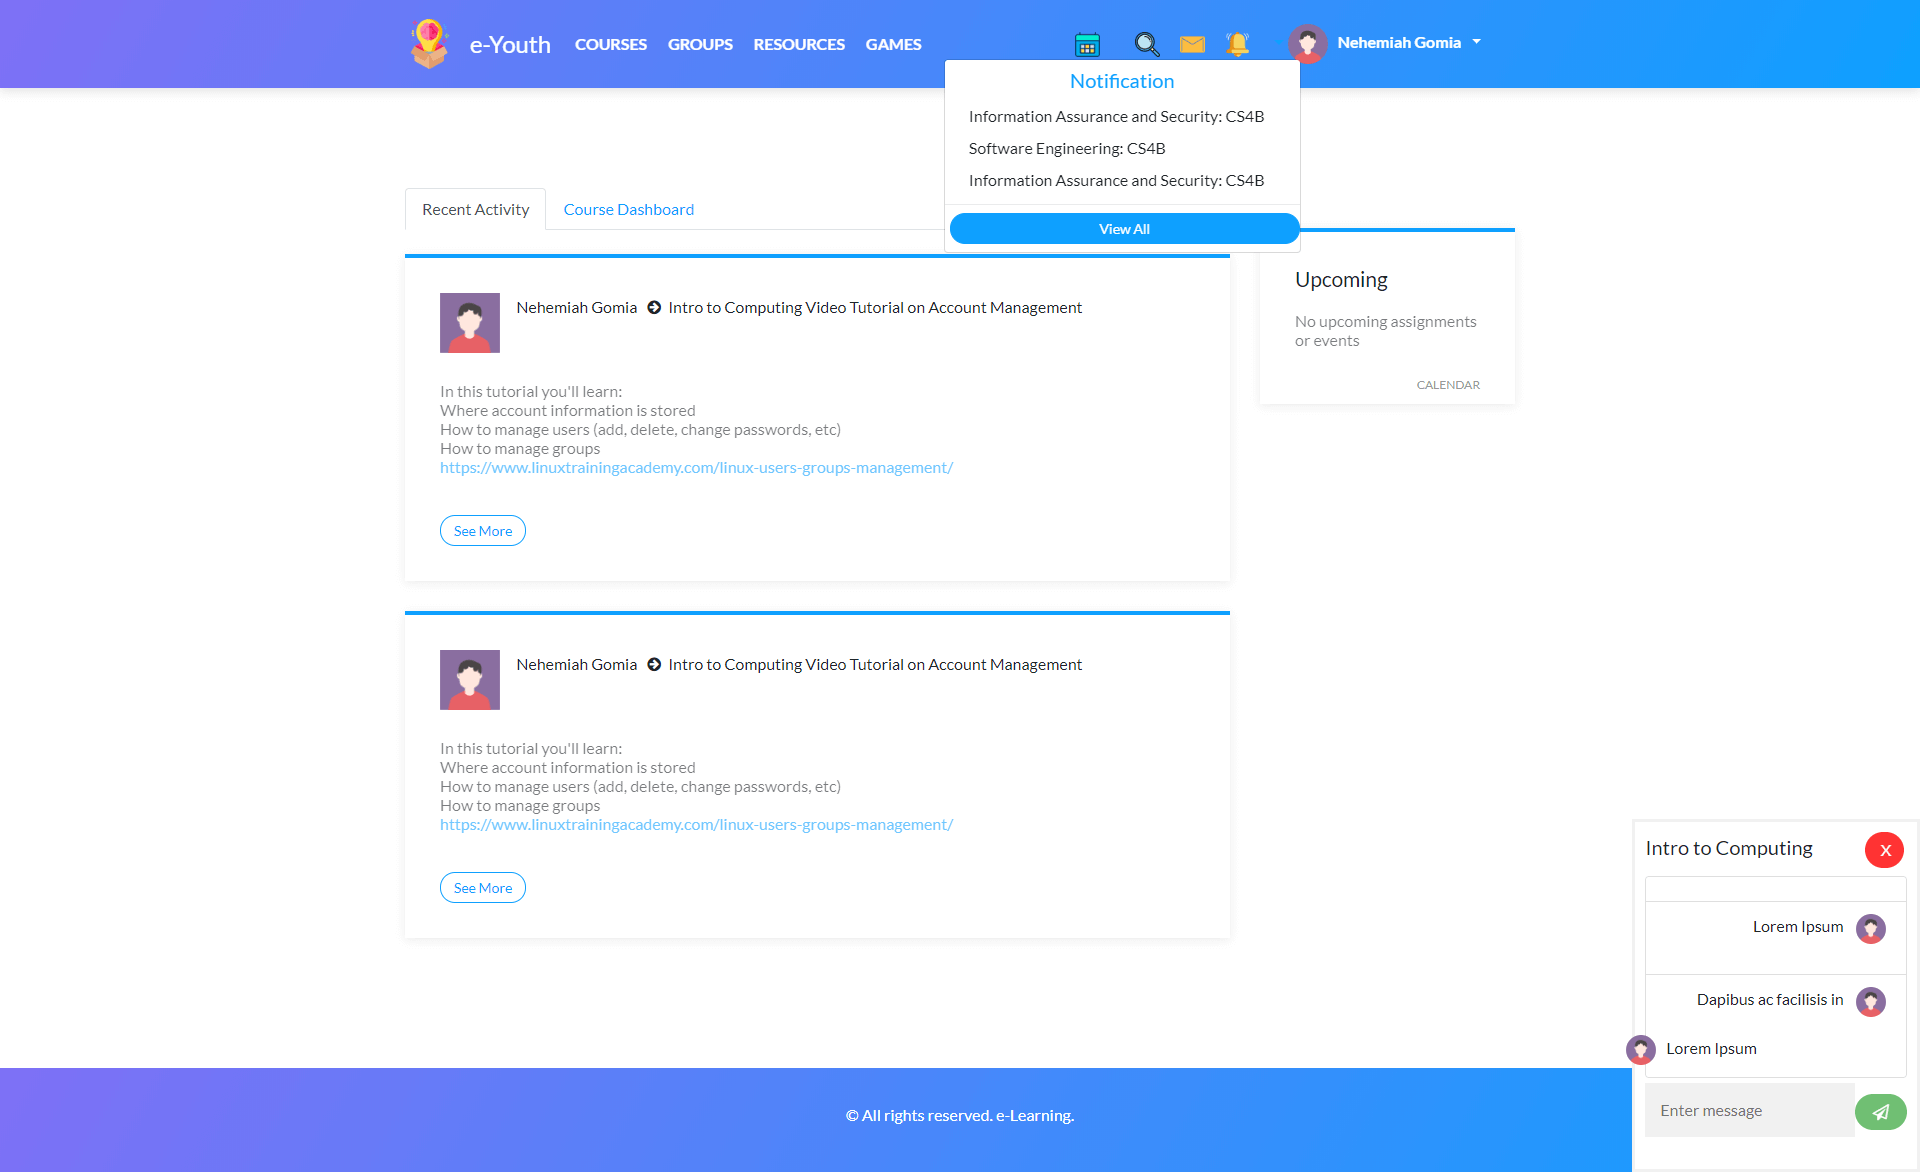 e-Youth
COURSES
GROUPS
RESOURCES
GAMES
Nehemiah Gomia
Notification
Information Assurance and Security: CS4B
Software Engineering: CS4B
Information Assurance and Security: CS4B
View All
Recent Activity
Course Dashboard
Nehemiah Gomia Intro to Computing Video Tutorial on Account Management
In this tutorial you'll learn:
Where account information is stored
How to manage users (add, delete, change passwords, etc)
How to manage groups
https://www.linuxtrainingacademy.com/linux-users-groups-management/
See More
Upcoming
No upcoming assignments
or events
CALENDAR
Nehemiah Gomia Intro to Computing Video Tutorial on Account Management
In this tutorial you'll learn:
Where account information is stored
How to manage users (add, delete, change passwords, etc)
How to manage groups
https://www.linuxtrainingacademy.com/linux-users-groups-management/
See More
Intro to Computing
X
Lorem Ipsum
Dapibus ac facilisis in
Lorem Ipsum
Enter message
© All rights reserved. e-Learning.